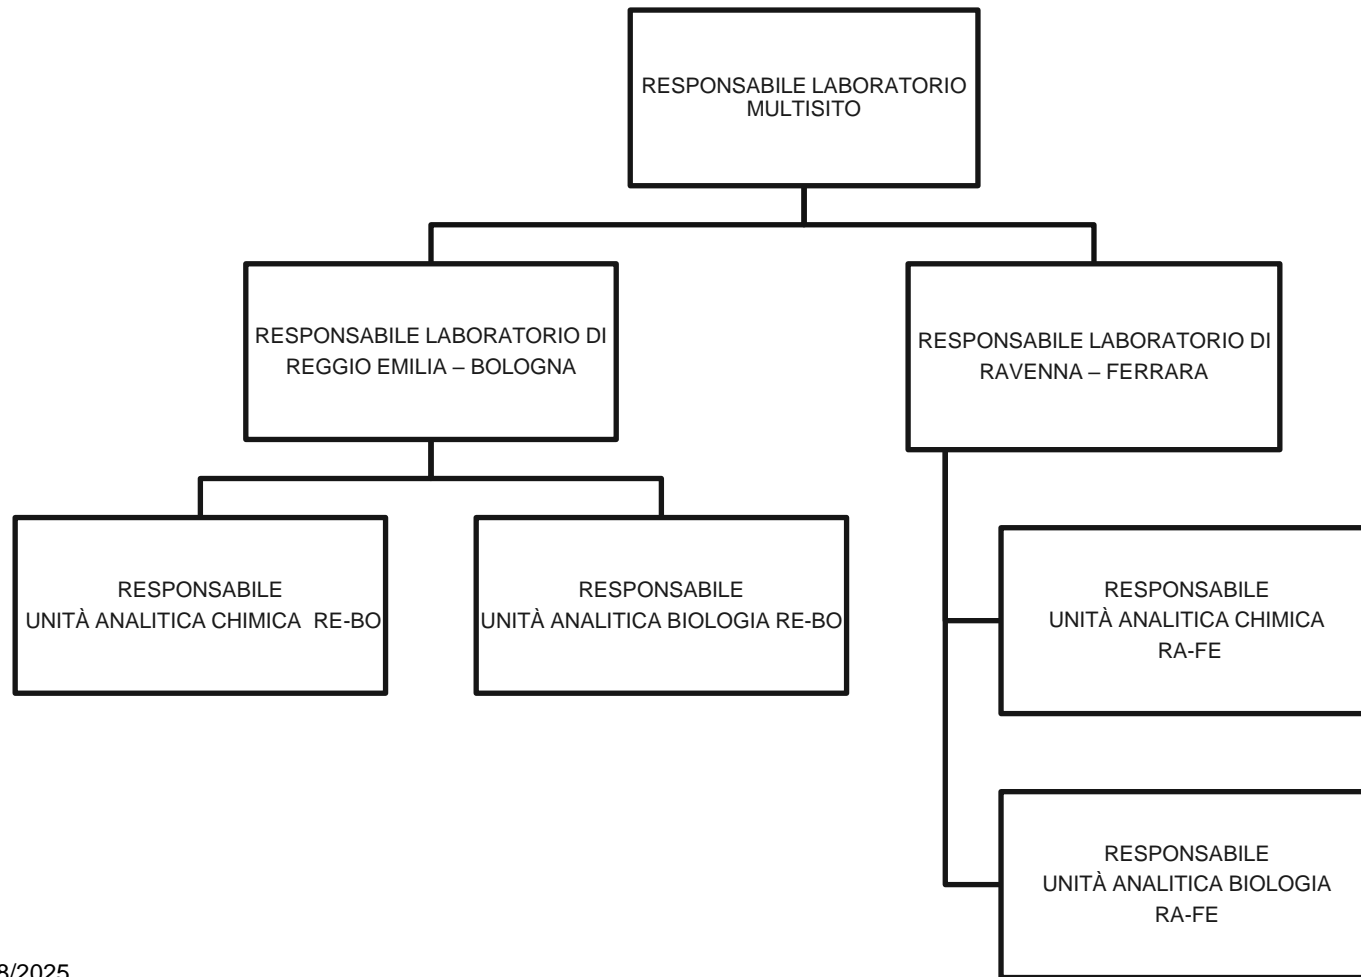 RESPONSABILE LABORATORIO
MULTISITO
RESPONSABILE LABORATORIO DI
REGGIO EMILIA – BOLOGNA
RESPONSABILE LABORATORIO DI
RAVENNA – FERRARA
RESPONSABILE
UNITÀ ANALITICA CHIMICA RE-BO
RESPONSABILE
UNITÀ ANALITICA BIOLOGIA RE-BO
RESPONSABILE
UNITÀ ANALITICA CHIMICA
RA-FE
RESPONSABILE
UNITÀ ANALITICA BIOLOGIA
RA-FE
8/2025